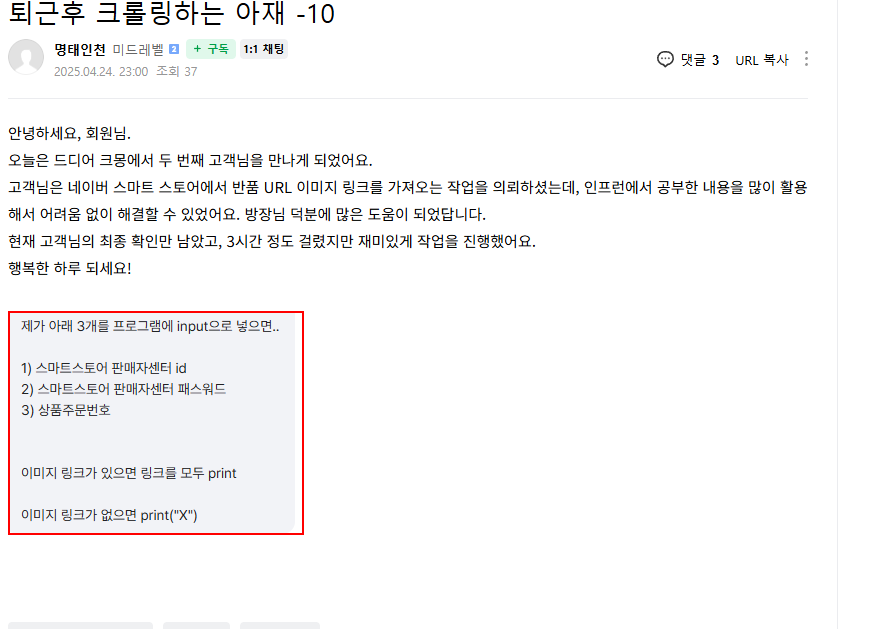 퇴근후 크롤링하는 아재 -10
명태인천 미드레벨 2 + 구독 1:1 채팅
2025.04.24. 23:00 조회 37
댓글 3 URL 복사
안녕하세요, 회원님.
오늘은 드디어 크몽에서 두 번째 고객님을 만나게 되었어요.
고객님은 네이버 스마트 스토어에서 반품 URL 이미지 링크를 가져오는 작업을 의뢰하셨는데, 인프런에서 공부한 내용을 많이 활용
해서 어려움 없이 해결할 수 있었어요. 방장님 덕분에 많은 도움이 되었답니다.
현재 고객님의 최종 확인만 남았고, 3시간 정도 걸렸지만 재미있게 작업을 진행했어요.
행복한 하루 되세요!
제가 아래 3개를 프로그램에 input으로 넣으면..
1) 스마트스토어 판매자센터 id
2) 스마트스토어 판매자센터 패스워드
3) 상품주문번호
이미지 링크가 있으면 링크를 모두 print
이미지 링크가 없으면 print("X")